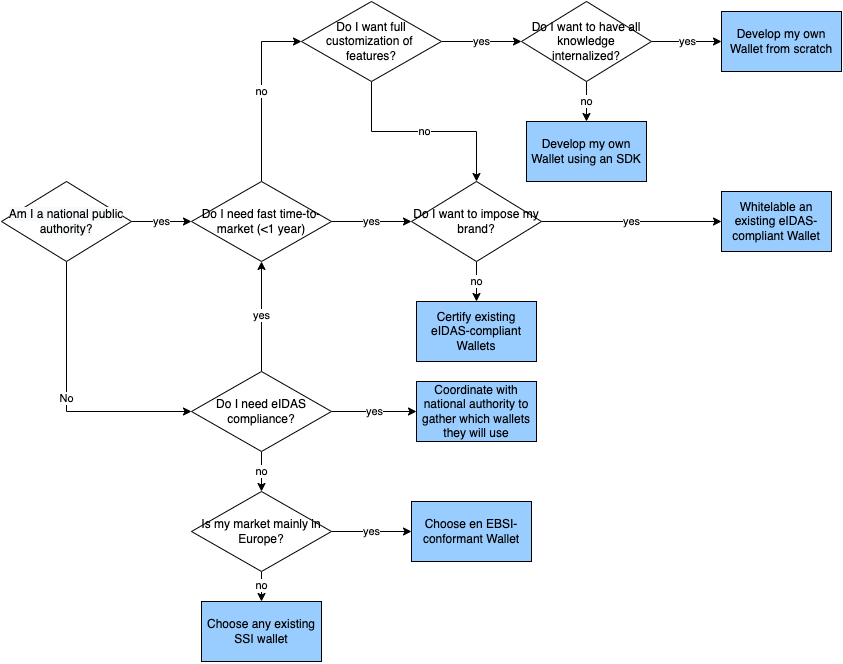 Do I want full
customization of
features?
yes
Do I want to have all
knowledge
internalized?
yes
Develop my own
Wallet from scratch
no
no
no
Develop my own
Wallet using an SDK
Am I a national public
authority?
yes
Do I need fast time-to-
market (<1 year)
yes
Do I want to impose my
brand?
yes
Whitelable an
existing eIDAS-
compliant Wallet
no
Certify existing
eIDAS-compliant
Wallets
yes
No
Do I need eIDAS
compliance?
yes
Coordinate with
national authority to
gather which wallets
they will use
no
Is my market mainly in
Europe?
yes
Choose en EBSI-
conformant Wallet
no
Choose any existing
SSI wallet